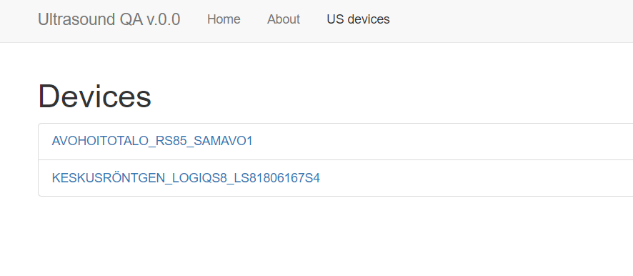 Ultrasound QA v.0.0 Home About US devices
Devices
AVOHOITOTALO_RS85_SAMAVO1
KESKUSRÖNTGEN_LOGIQS8_LS81806167S4